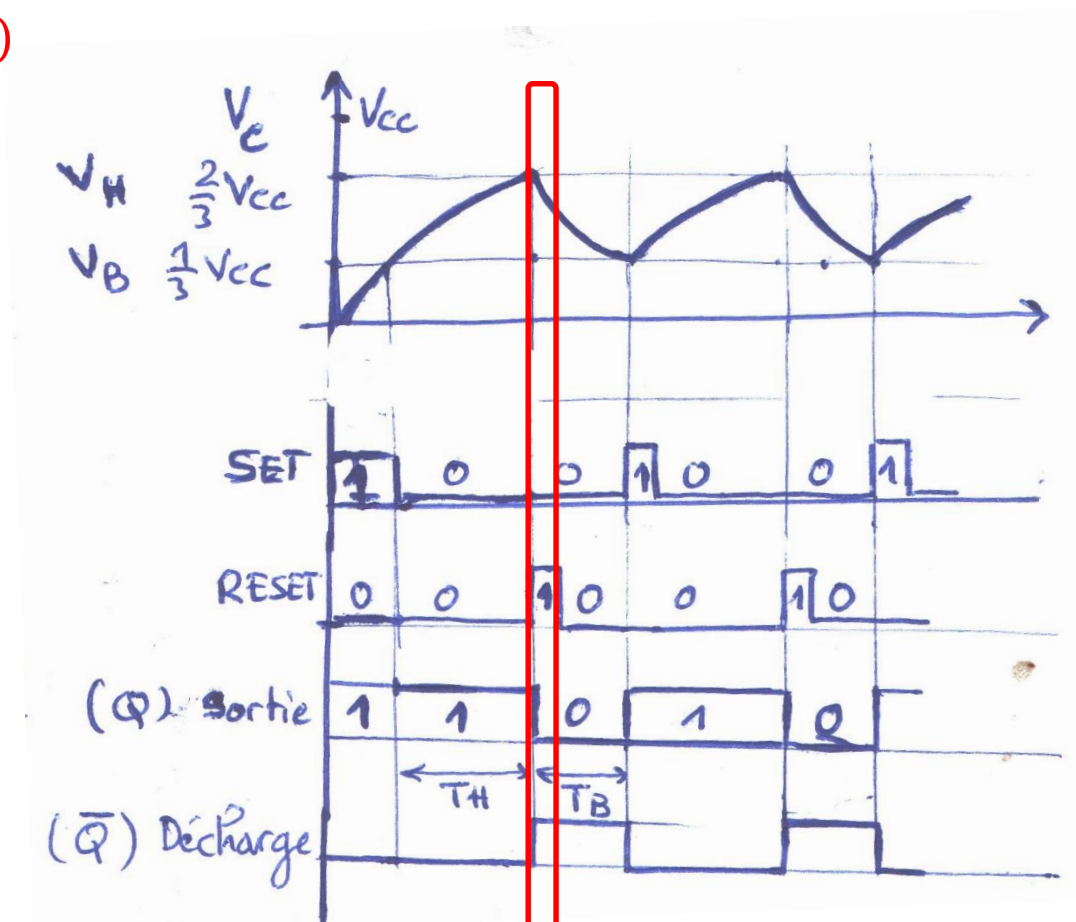 )
Vc Vcc
VH 2/3 Vcc
VB 1/3 Vcc
SET 1 0 0 1 0 0 1
RESET 0 0 1 0 0 1 0
(Q) Sortie 1 1 0 1 0
TH TB
(Q̅) Décharge